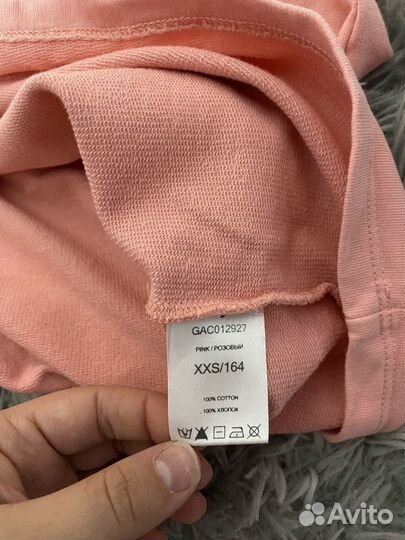 GAC012927
PINK / РОЗОВЫЙ
XXS/164
100% COTTON
100% ХЛОПОК
Avito